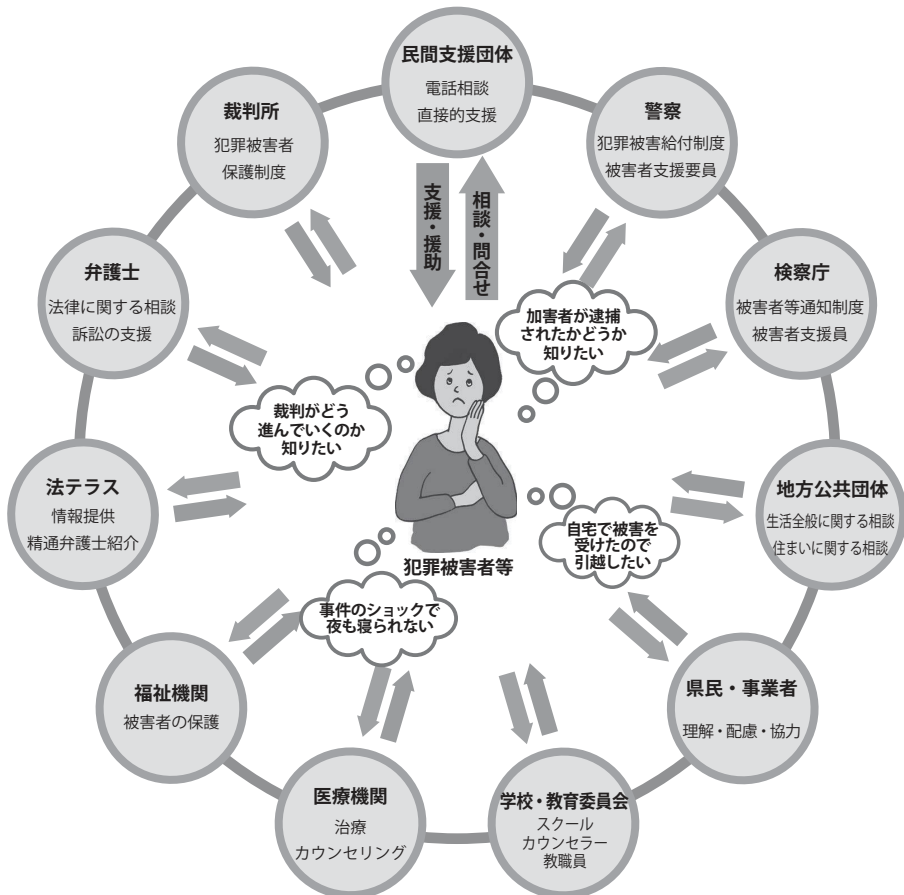 民間支援団体
電話相談
直接的支援
警察
犯罪被害給付制度
被害者支援要員
検察庁
被害者等通知制度
被害者支援員
地方公共団体
生活全般に関する相談
住まいに関する相談
県民・事業者
理解・配慮・協力
学校・教育委員会
スクール
カウンセラー
教職員
医療機関
治療
カウンセリング
福祉機関
被害者の保護
法テラス
情報提供
精通弁護士紹介
弁護士
法律に関する相談
訴訟の支援
裁判所
犯罪被害者
保護制度
支援・援助
相談・問合せ
加害者が逮捕
されたかどうか
知りたい
裁判がどう
進んでいくのか
知りたい
自宅で被害を
受けたので
引越したい
事件のショックで
夜も寝られない
犯罪被害者等